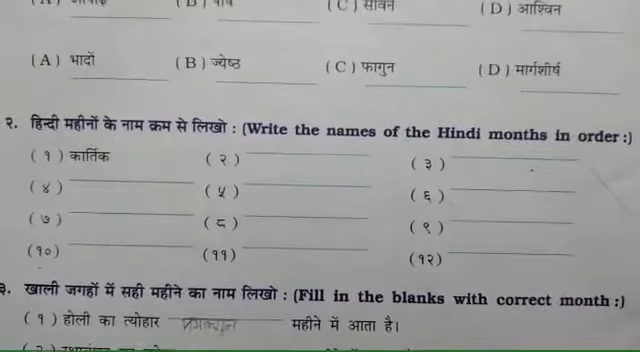 (C) सावन (D) आश्विन
(A) भादों (B) ज्येष्ठ (C) फागुन (D) मार्गशीर्ष
२. हिन्दी महीनों के नाम क्रम से लिखो : (Write the names of the Hindi months in order :)
(१) कार्तिक (२) (३)
(४) (५) (६)
(७) (८) (९)
(१०) (११) (१२)
३. खाली जगहों में सही महीने का नाम लिखो : (Fill in the blanks with correct month :)
(१) होली का त्योहार फाल्गुन महीने में आता है।